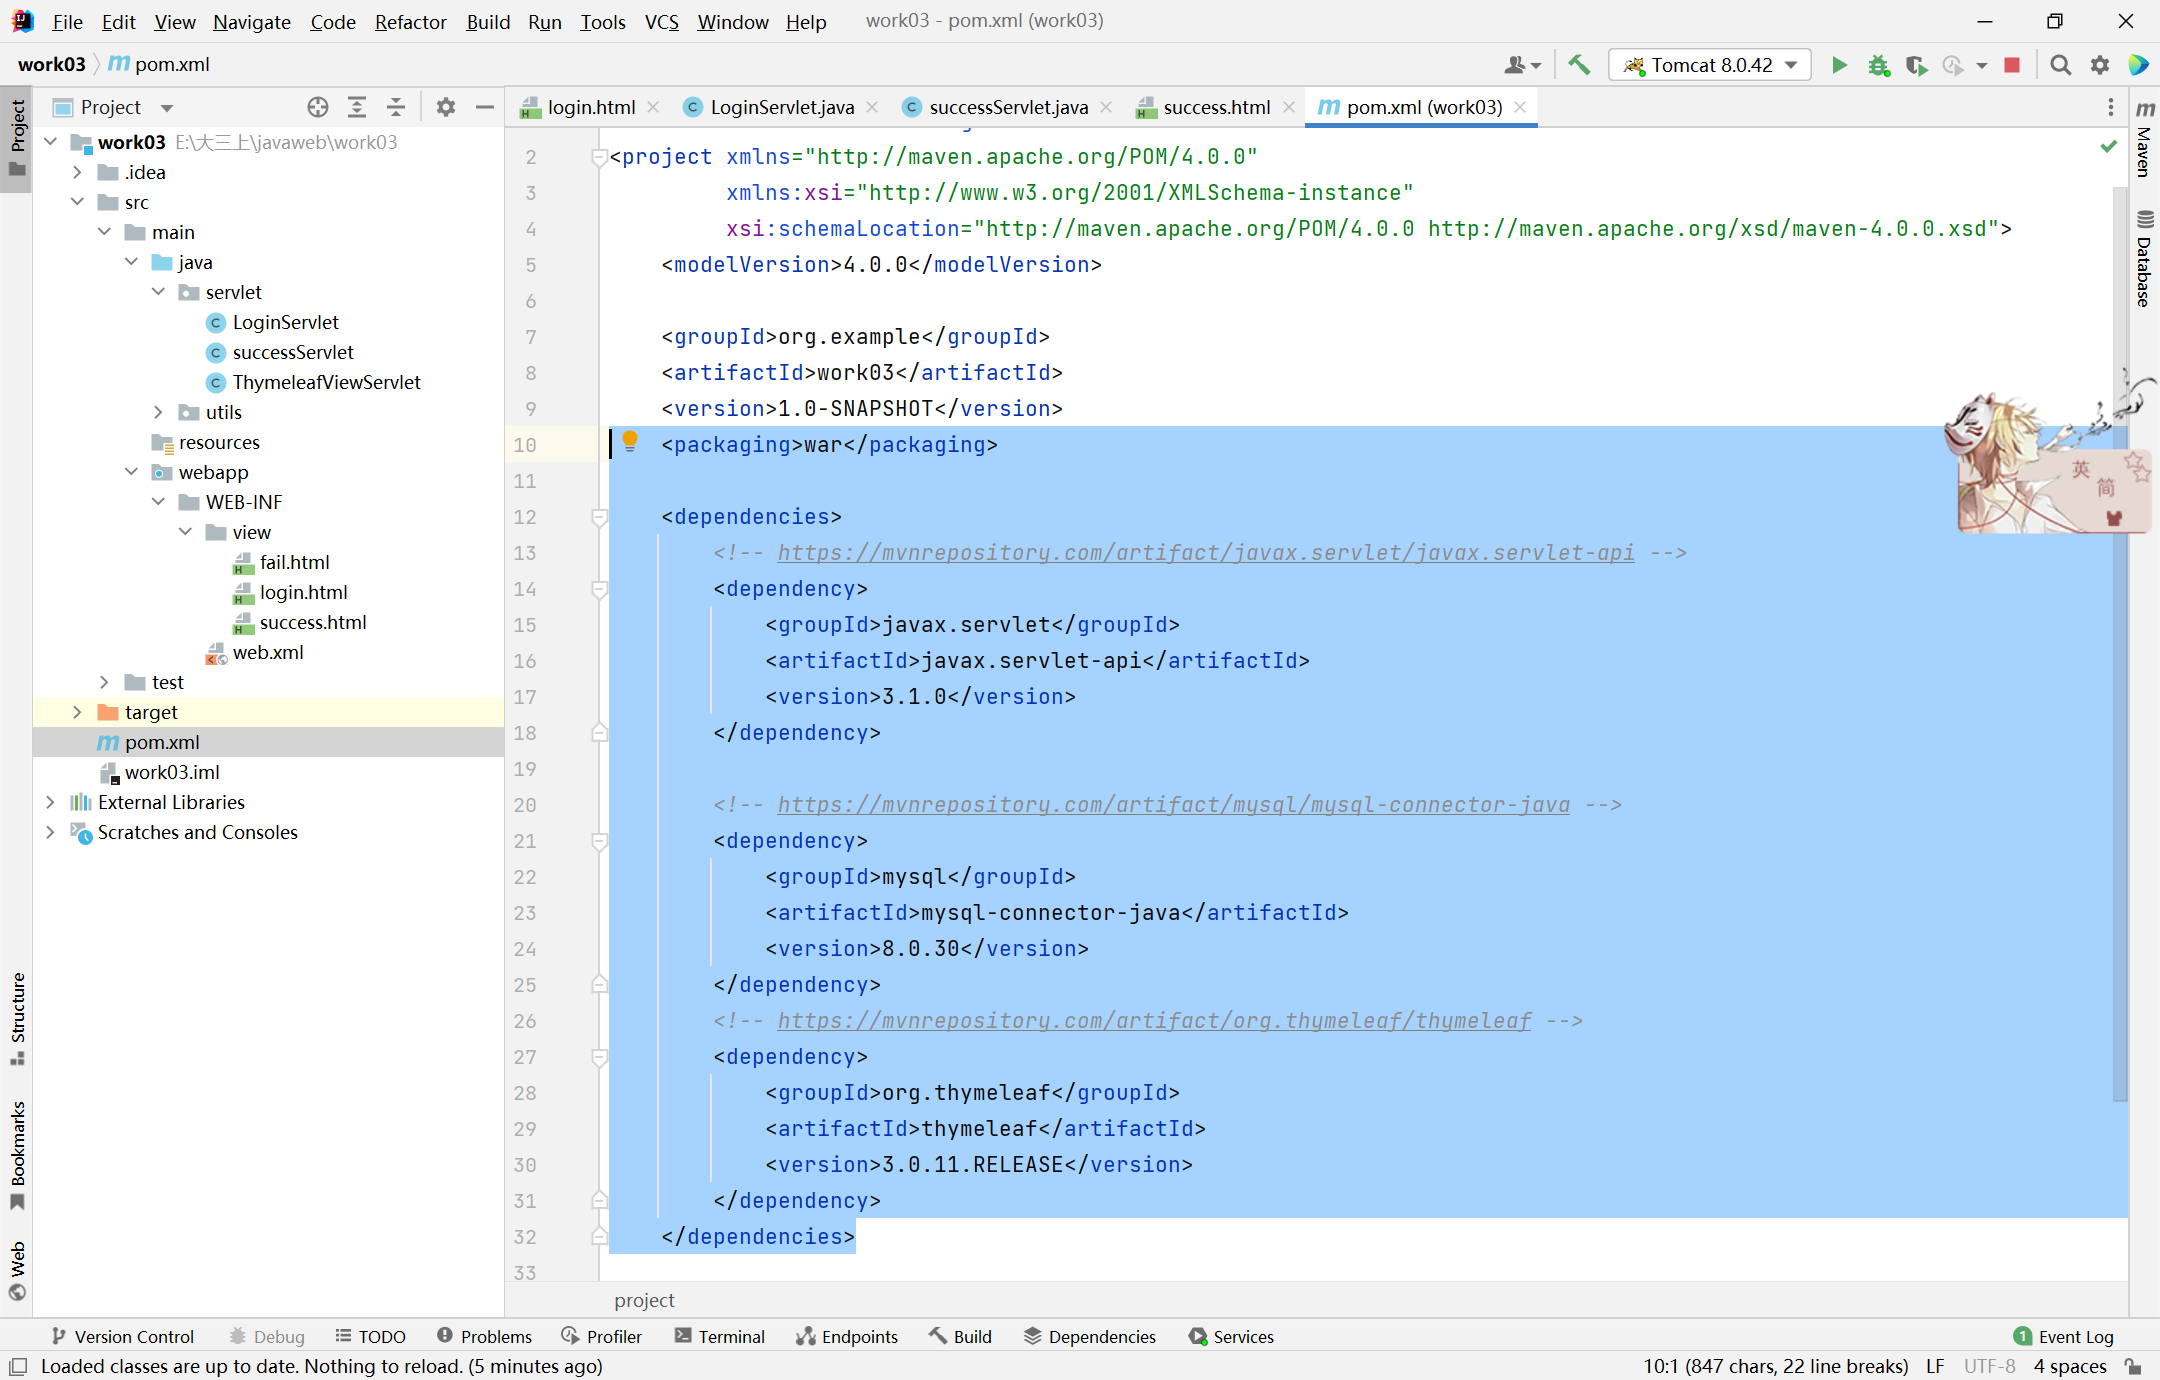 File Edit View Navigate Code Refactor Build Run Tools VCS Window Help work03 - pom.xml (work03)
work03 pom.xml Tomcat 8.0.42
Project login.html LoginServlet.java successServlet.java success.html pom.xml (work03)
Project
work03 E:\大三上\javaweb\work03
.idea
src
main
java
servlet
LoginServlet
successServlet
ThymeleafViewServlet
utils
resources
webapp
WEB-INF
view
fail.html
login.html
success.html
web.xml
test
target
pom.xml
work03.iml
External Libraries
Scratches and Consoles
Structure
Bookmarks
Web
2 <project xmlns="http://maven.apache.org/POM/4.0.0"
3 xmlns:xsi="http://www.w3.org/2001/XMLSchema-instance"
4 xsi:schemaLocation="http://maven.apache.org/POM/4.0.0 http://maven.apache.org/xsd/maven-4.0.0.xsd">
5 <modelVersion>4.0.0</modelVersion>
6
7 <groupId>org.example</groupId>
8 <artifactId>work03</artifactId>
9 <version>1.0-SNAPSHOT</version>
10 <packaging>war</packaging>
11
12 <dependencies>
13 <!-- https://mvnrepository.com/artifact/javax.servlet/javax.servlet-api -->
14 <dependency>
15 <groupId>javax.servlet</groupId>
16 <artifactId>javax.servlet-api</artifactId>
17 <version>3.1.0</version>
18 </dependency>
19
20 <!-- https://mvnrepository.com/artifact/mysql/mysql-connector-java -->
21 <dependency>
22 <groupId>mysql</groupId>
23 <artifactId>mysql-connector-java</artifactId>
24 <version>8.0.30</version>
25 </dependency>
26 <!-- https://mvnrepository.com/artifact/org.thymeleaf/thymeleaf -->
27 <dependency>
28 <groupId>org.thymeleaf</groupId>
29 <artifactId>thymeleaf</artifactId>
30 <version>3.0.11.RELEASE</version>
31 </dependency>
32 </dependencies>
33
project
Maven
Database
英
简
Version Control Debug TODO Problems Profiler Terminal Endpoints Build Dependencies Services 1 Event Log
Loaded classes are up to date. Nothing to reload. (5 minutes ago) 10:1 (847 chars, 22 line breaks) LF UTF-8 4 spaces